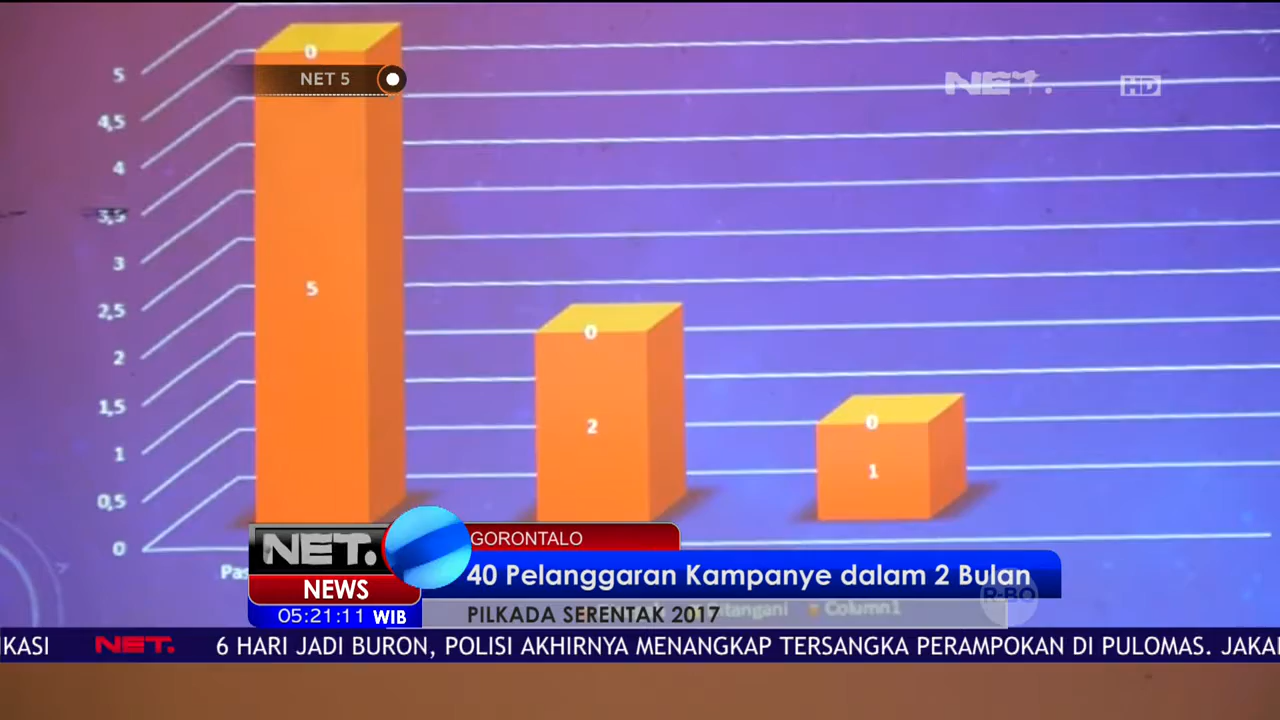 5
4,5
4
3,5
3
2,5
2
1,5
1
0,5
0
0
5
0
2
0
1
NET 5
NET.
HD
Column1
NET.
NEWS
05:21:11 WIB
GORONTALO
40 Pelanggaran Kampanye dalam 2 Bulan
R-BO
PILKADA SERENTAK 2017
IKASI NET. 6 HARI JADI BURON, POLISI AKHIRNYA MENANGKAP TERSANGKA PERAMPOKAN DI PULOMAS. JAKA